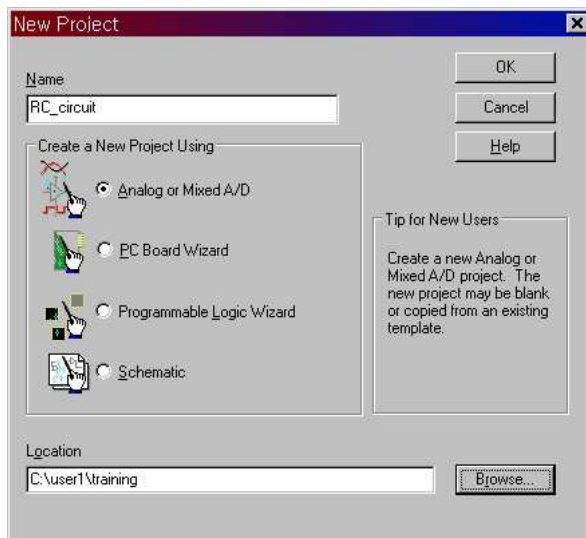 New Project
Name
RC_circuit
OK
Cancel
Help
Create a New Project Using
Analog or Mixed A/D
PC Board Wizard
Programmable Logic Wizard
Schematic
Tip for New Users
Create a new Analog or
Mixed A/D project. The
new project may be blank
or copied from an existing
template.
Location
C:\user1\training
Browse...